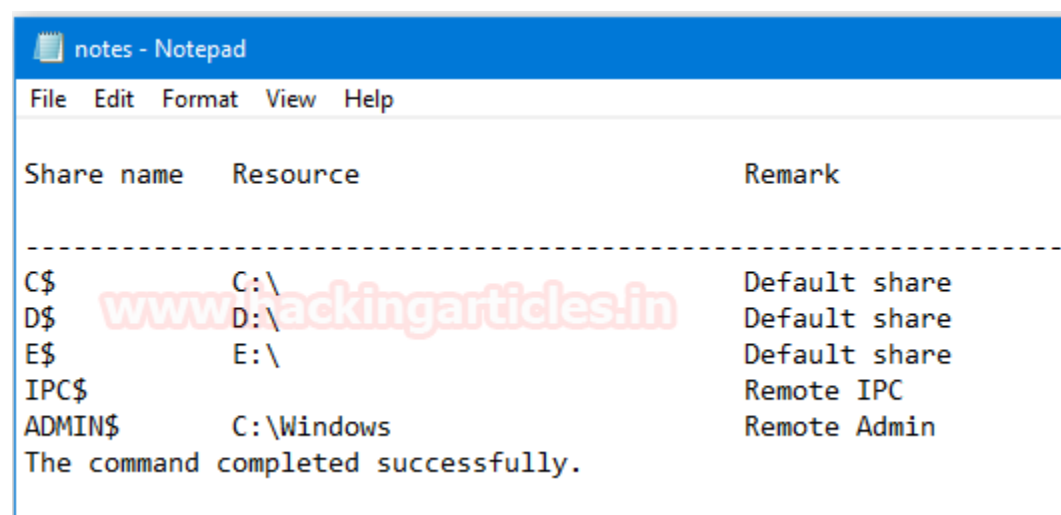 notes - Notepad
File Edit Format View Help
Share name Resource Remark
-----------------------------------------------------------------
C$ C:\ Default share
www.hackingarticles.in
D$ D:\ Default share
E$ E:\ Default share
IPC$ Remote IPC
ADMIN$ C:\Windows Remote Admin
The command completed successfully.